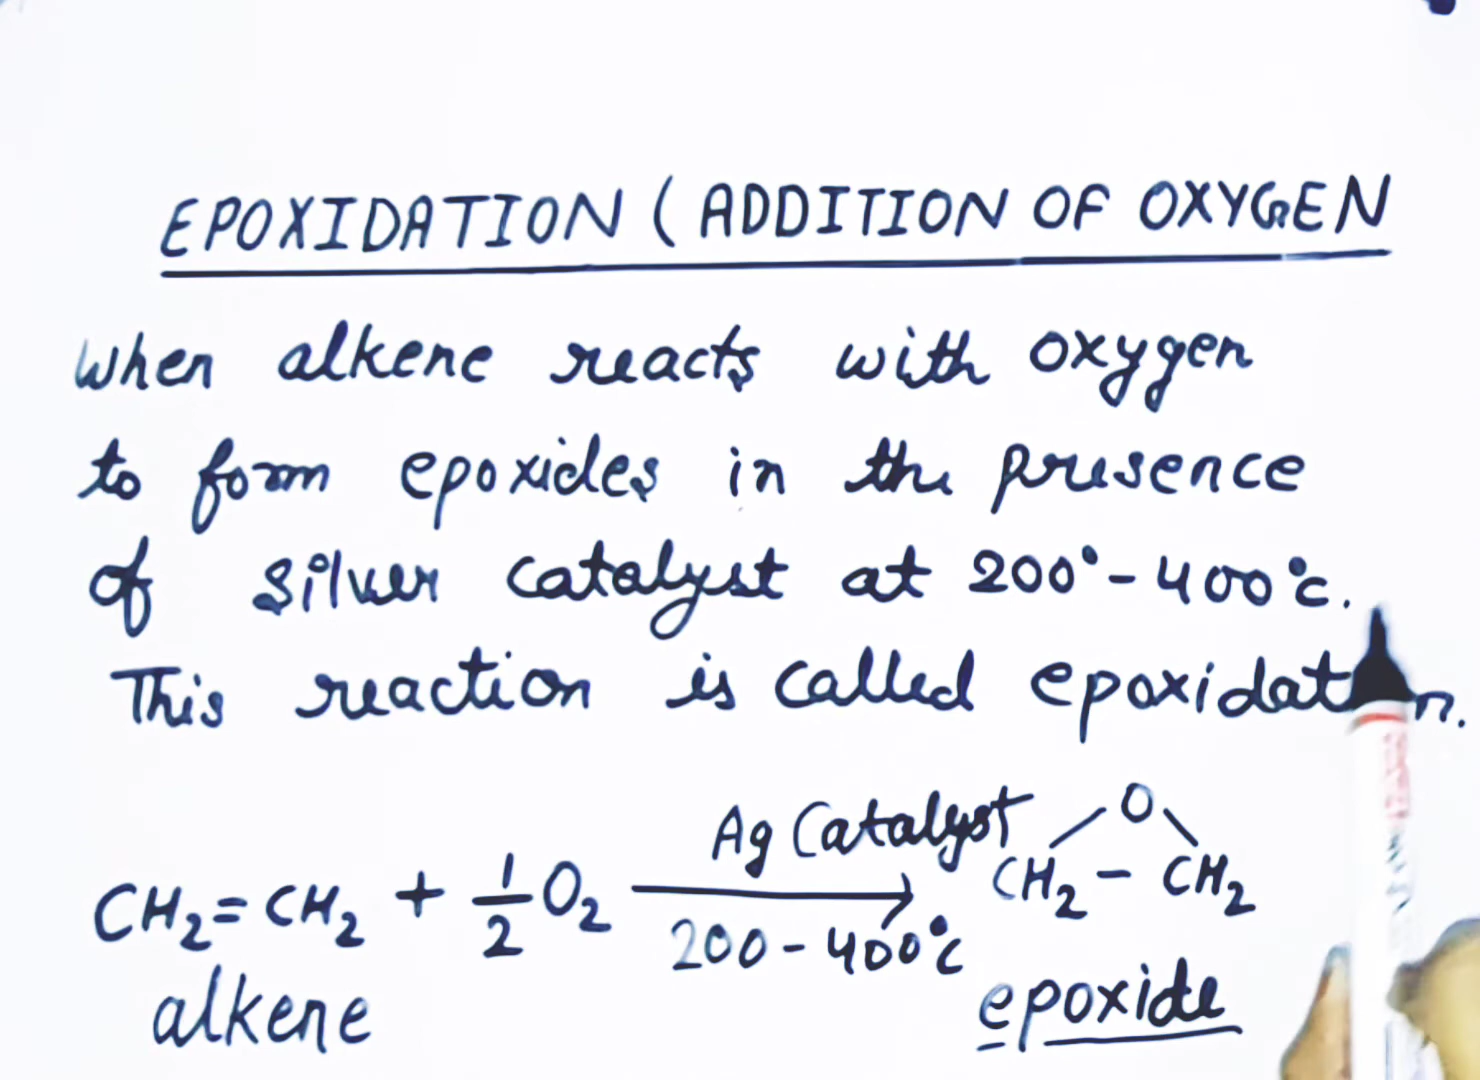 EPOXIDATION (ADDITION OF OXYGEN
when alkene reacts with oxygen
to form epoxides in the presence
of silver catalyst at 200°-400°c.
This reaction is called
Ag Catalyst
O
CH2=CH2 + 1/2 O2 CH2 - CH2
200-400°c
alkene epoxide